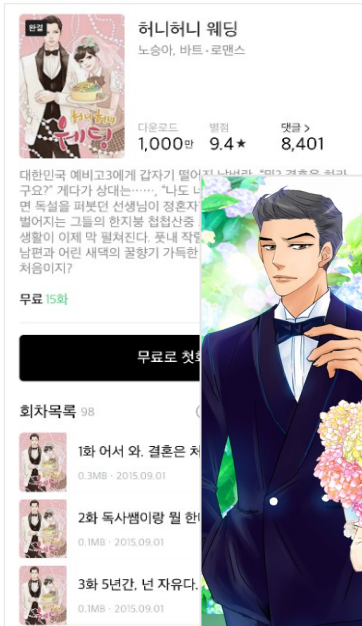 완결
허니허니 웨딩
노승아, 바트·로맨스
다운로드 별점 댓글 >
1,000만 9.4★ 8,401
대한민국 예비고3에게 갑자기 떨어진
구요?" 게다가 상대는……, "나도 너
면 독설을 퍼붓던 선생님이 정혼자
벌어지는 그들의 한지붕 첩첩산중
생활이 이제 막 펼쳐진다. 풋내 작렬
남편과 어린 새댁의 꿀향기 가득한
처음이지?
무료 15화
무료로 첫화
회차목록 98
1화 어서 와. 결혼은 처
0.3MB · 2015.09.01
2화 독사쌤이랑 뭘 한
0.1MB · 2015.09.01
3화 5년간, 넌 자유다.
0.1MB · 2015.09.01